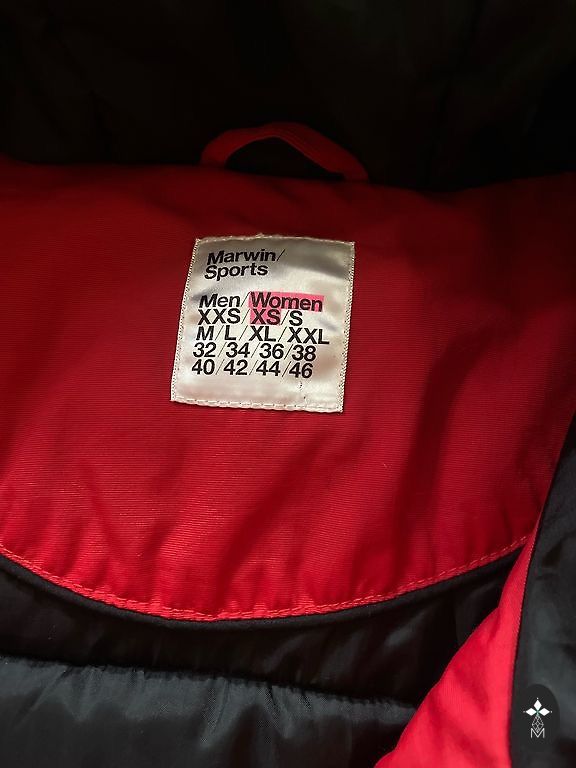 Marwin/
Sports
Men/Women
XXS/XS/S
M/L/XL/XXL
32/34/36/38
40/42/44/46
M